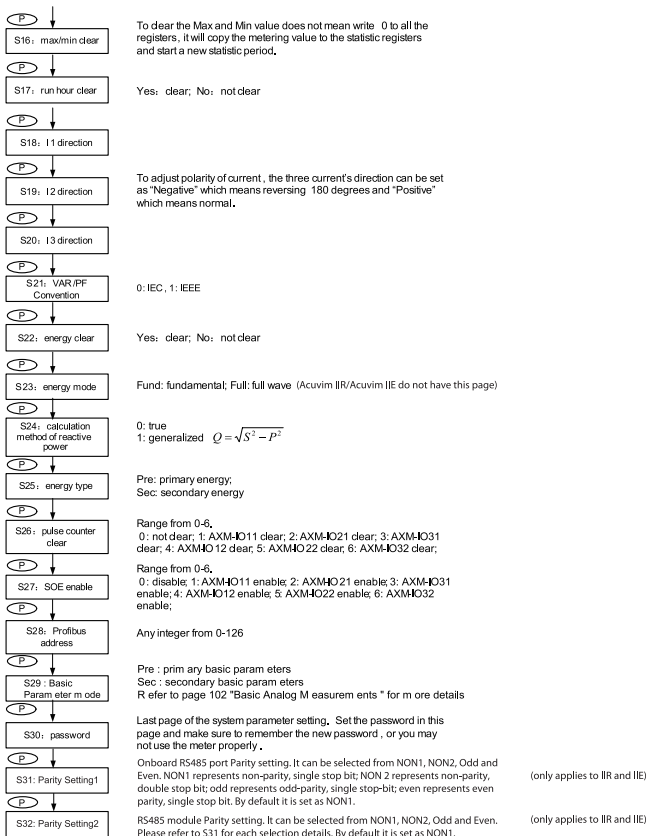 P
S16: max/min clear
To clear the Max and Min value does not mean write 0 to all the
registers, it will copy the metering value to the statistic registers
and start a new statistic period.
P
S17: run hour clear
Yes: clear; No: not clear
P
S18: I1 direction
P
S19: I2 direction
To adjust polarity of current, the three current's direction can be set
as "Negative" which means reversing 180 degrees and "Positive"
which means normal.
P
S20: I3 direction
P
S21: VAR/PF
Convention
0: IEC, 1: IEEE
P
S22: energy clear
Yes: clear; No: not clear
P
S23: energy mode
Fund: fundamental; Full: full wave (Acuvim IIR/Acuvim IIE do not have this page)
P
S24: calculation
method of reactive
power
0: true
1: generalized Q = √S² − P²
P
S25: energy type
Pre: primary energy;
Sec: secondary energy
P
S26: pulse counter
clear
Range from 0-6.
0: not clear; 1: AXM-IO11 clear; 2: AXM-IO21 clear; 3: AXM-IO31
clear; 4: AXM-IO12 clear; 5: AXM-IO22 clear; 6: AXM-IO32 clear;
P
S27: SOE enable
Range from 0-6.
0: disable; 1: AXM-IO11 enable; 2: AXM-IO21 enable; 3: AXM-IO31
enable; 4: AXM-IO12 enable; 5: AXM-IO22 enable; 6: AXM-IO32
enable;
P
S28: Profibus
address
Any integer from 0-126
P
S29: Basic
Param eter m ode
Pre : prim ary basic param eters
Sec : secondary basic param eters
R efer to page 102 "Basic Analog M easurem ents " for m ore details
P
S30: password
Last page of the system parameter setting. Set the password in this
page and make sure to remember the new password, or you may
not use the meter properly.
P
S31: Parity Setting1
Onboard RS485 port Parity setting. It can be selected from NON1, NON2, Odd and
Even. NON1 represents non-parity, single stop bit; NON 2 represents non-parity,
double stop bit; odd represents odd-parity, single stop-bit; even represents even
parity, single stop bit. By default it is set as NON1.
(only applies to IIR and IIE)
P
S32: Parity Setting2
RS485 module Parity setting. It can be selected from NON1, NON2, Odd and Even.
Please refer to S31 for each selection details. By default it is set as NON1.
(only applies to IIR and IIE)